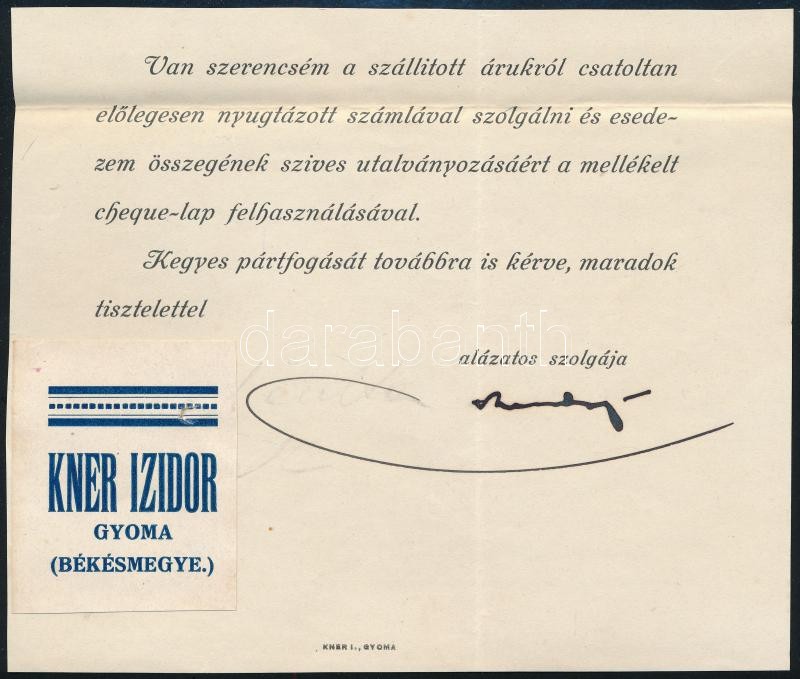 Van szerencsém a szállitott árukról csatoltan
előlegesen nyugtázott számlával szolgálni és esede-
zem összegének szives utalványozásáért a mellékelt
cheque-lap felhasználásával.
Kegyes pártfogását továbbra is kérve, maradok
tisztelettel
darabanth
alázatos szolgája
KNER IZIDOR
GYOMA
(BÉKÉSMEGYE.)
KNER I., GYOMA